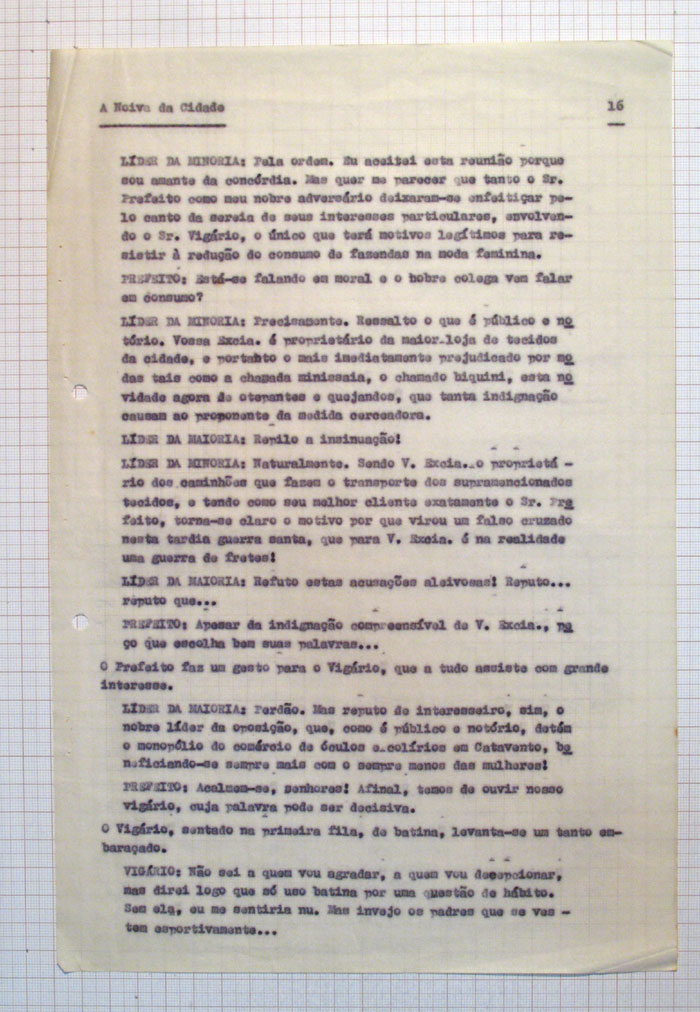 A Noiva da Cidade
16
LÍDER DA MINORIA: Pela ordem. Eu aceitei esta reunião porque
sou amante da concórdia. Mas quer me parecer que tanto o Sr.
Prefeito como meu nobre adversário deixaram-se enfeitiçar pe-
lo canto da sereia de seus interesses particulares, envolven-
do o Sr. Vigário, o único que terá motivos legítimos para re-
sistir à redução do consumo de fazendas na moda feminina.
PREFEITO: Está-se falando em moral e o hobre colega vem falar
em consumo?
LÍDER DA MINORIA: Precisamente. Ressalto o que é público e no
tório. Vossa Excia. é proprietário da maior loja de tecidos
da cidade, e portahto o mais imediatamente prejudicado por mo
das tais como a chamada minissaia, o chamado biquini, esta no
vidade agora de otopantes e quejandos, que tanta indignação
causam ao proponente da medida cerceadora.
LÍDER DA MAIORIA: Repilo a insinuação!
LÍDER DA MINORIA: Naturalmente. Sendo V. Excia. o proprietá -
rio dos caminhões que fazem o transporte dos supramencionados
tecidos, e tendo como seu melhor cliente exatamente o Sr. Pre
feito, torna-se claro o motivo por que virou um falso cruzado
nesta tardia guerra santa, que para V. Excia. é na realidade
uma guerra de fretes!
LÍDER DA MAIORIA: Refuto estas acusações aleivosas! Reputo...
reputo que...
PREFEITO: Apesar da indignação compreensível de V. Excia., pe
ço que escolha bem suas palavras...
O Prefeito faz um gesto para o Vigário, que a tudo assiste com grande
interesse.
LÍDER DA MAIORIA: Perdão. Mas reputo de interesseiro, sim, o
nobre líder da oposição, que, como é público e notório, detém
o monopólio do comércio de óculos e colírios em Catavento, be
neficiando-se sempre mais com o sempre menos das mulheres!
PREFEITO: Acalmem-se, senhores! Afinal, temos de ouvir nosso
vigário, cuja palavra pode ser decisiva.
O Vigário, sentado na primeira fila, de batina, levanta-se um tanto em-
baraçado.
VIGÁRIO: Não sei a quem vou agradar, a quem vou decepcionar,
mas direi logo que só uso batina por uma questão de hábito.
Sem ela, eu me sentiria nu. Mas invejo os padres que se ves -
tem esportivamente...